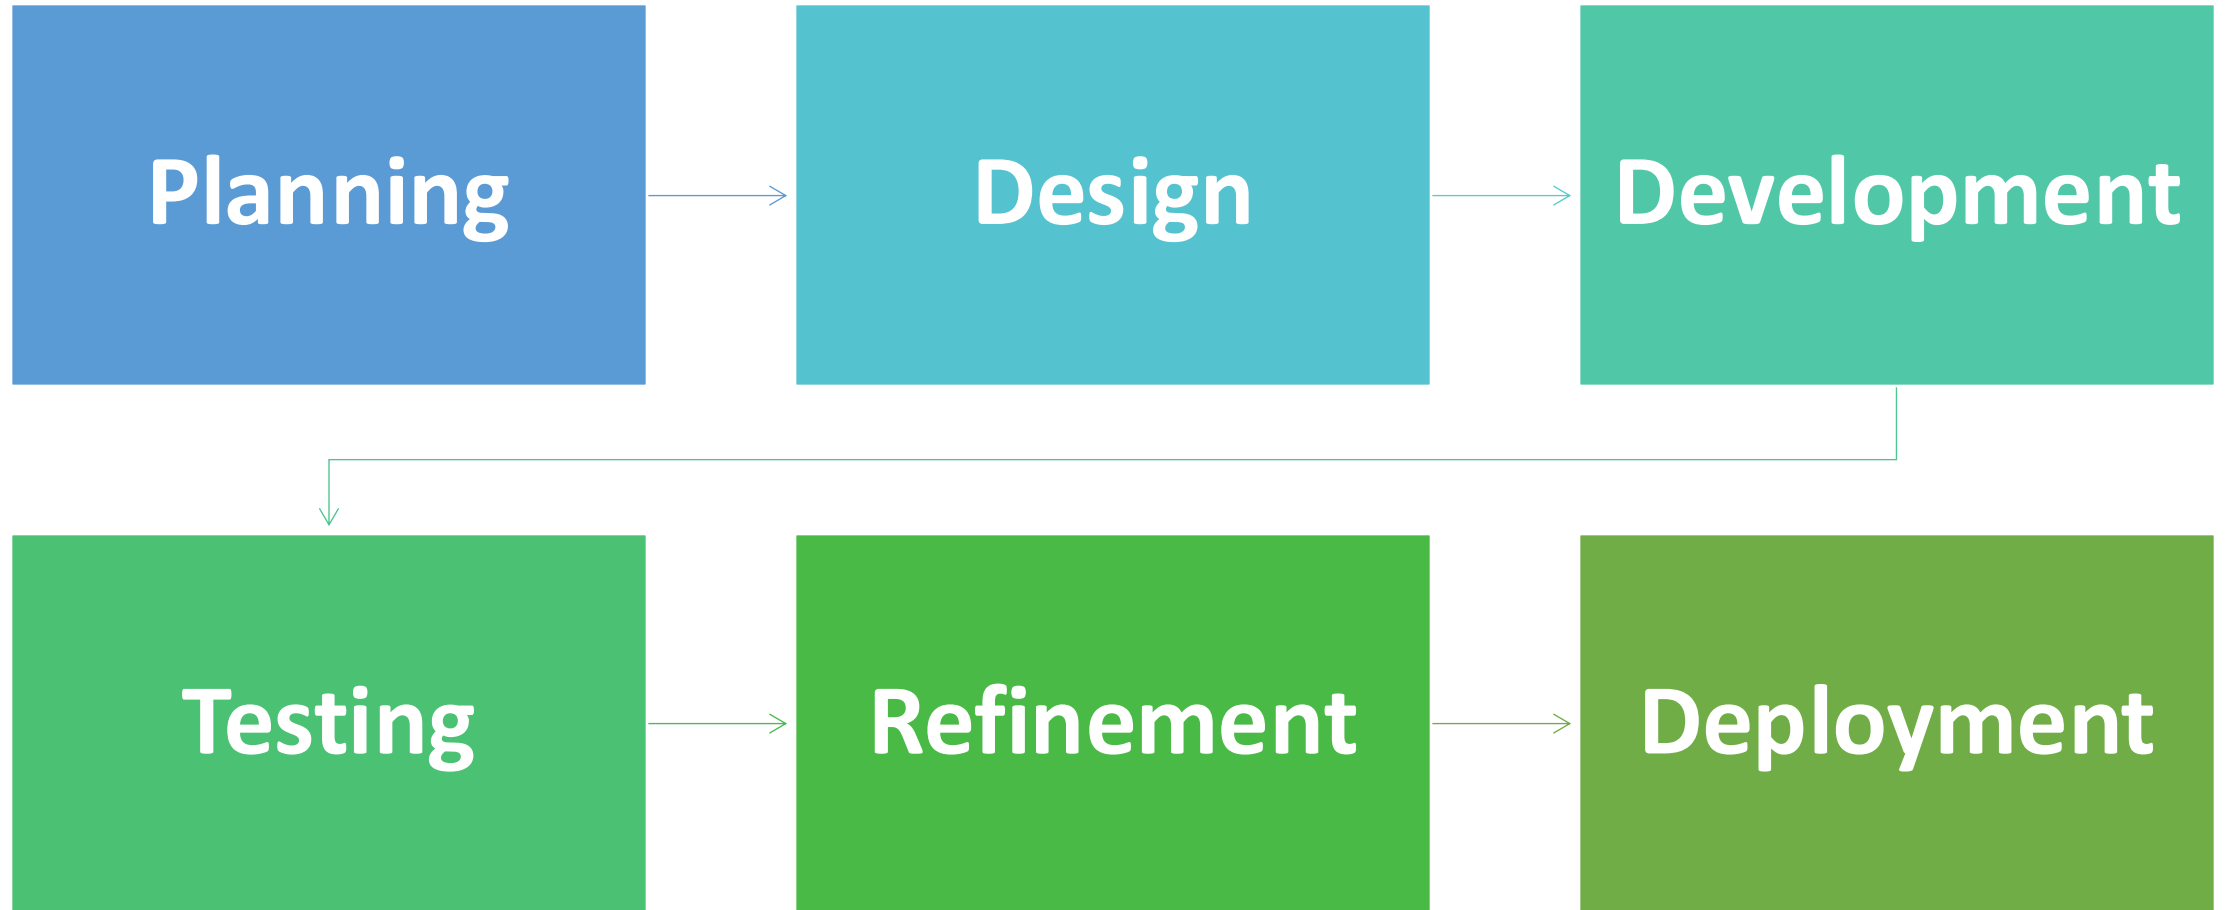 Planning
Design
Development
Testing
Refinement
Deployment